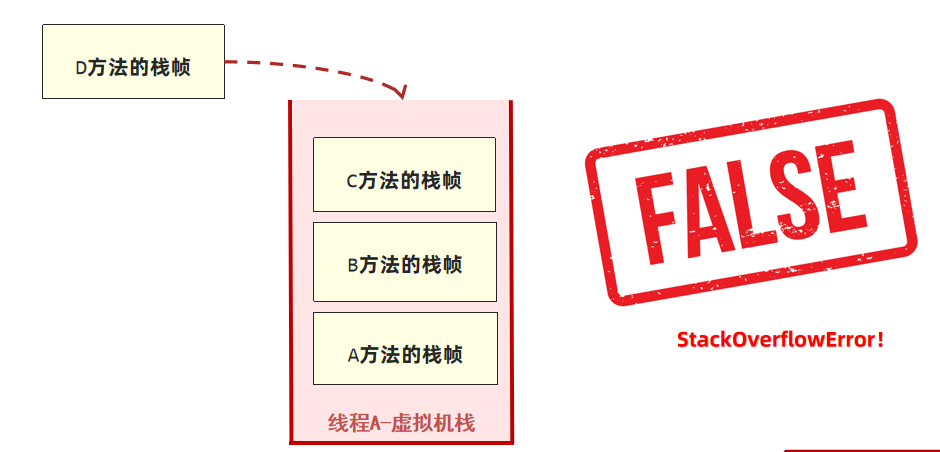 D方法的栈帧
C方法的栈帧
B方法的栈帧
A方法的栈帧
线程A-虚拟机栈
FALSE
StackOverflowError!